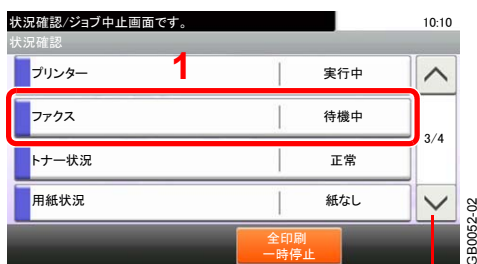 状況確認/ジョブ中止画面です。 10:10
状況確認
1
プリンター 実行中
ファクス 待機中
3/4
トナー状況 正常
用紙状況 紙なし
全印刷
一時停止
GB0052-02